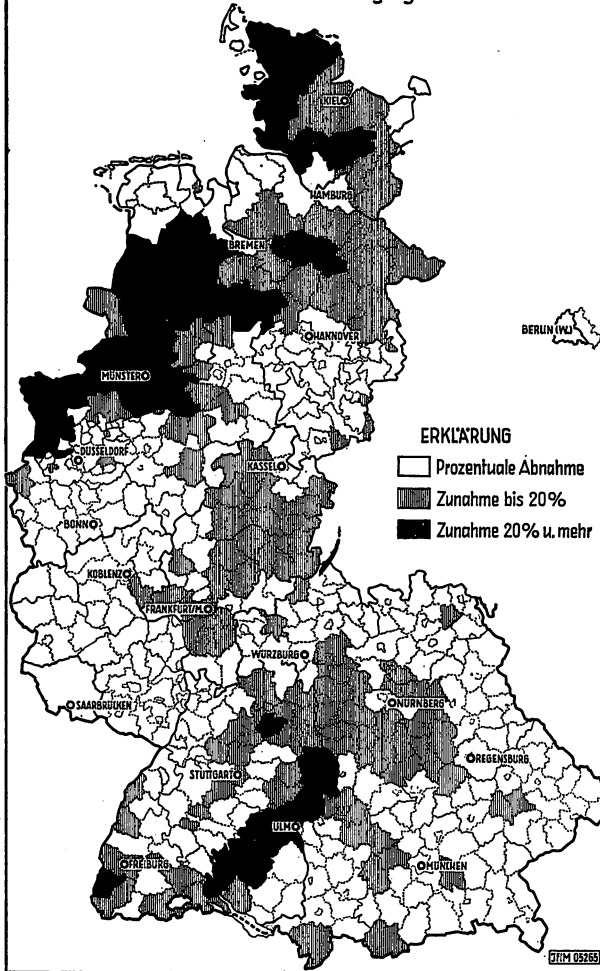 KIEL
HAMBURG
BREMEN
HANNOVER
BERLIN (W.)
MÜNSTER
ERKLÄRUNG
DÜSSELDORF
Prozentuale Abnahme
KASSEL
Zunahme bis 20%
BONN
Zunahme 20% u. mehr
KOBLENZ
FRANKFURT/M.
WÜRZBURG
SAARBRÜCKEN
NÜRNBERG
REGENSBURG
STUTTGART
ULM
FREIBURG
MÜNCHEN
JFJM 05265